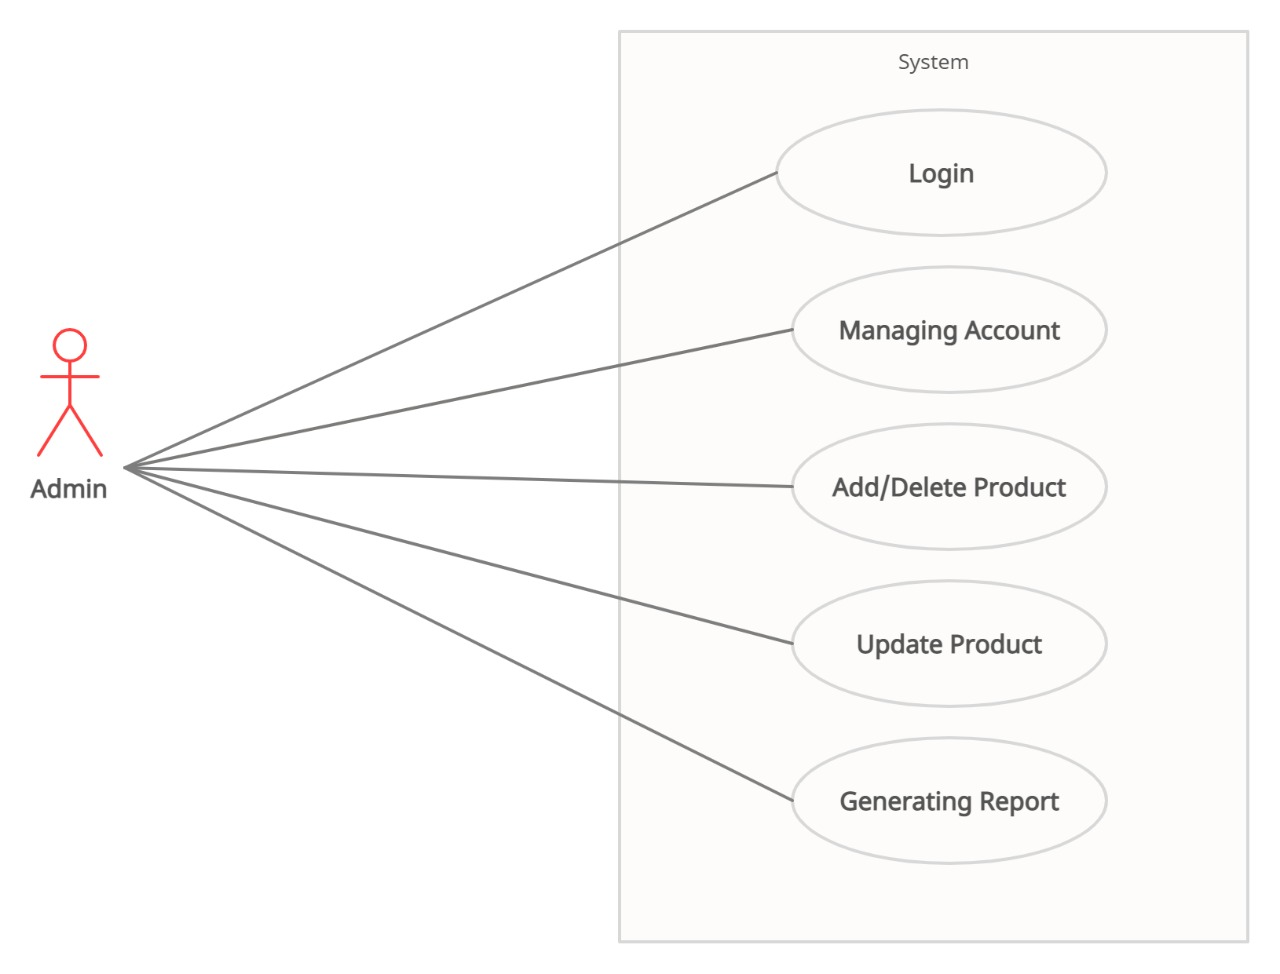 System
Login
Managing Account
Add/Delete Product
Update Product
Generating Report
Admin